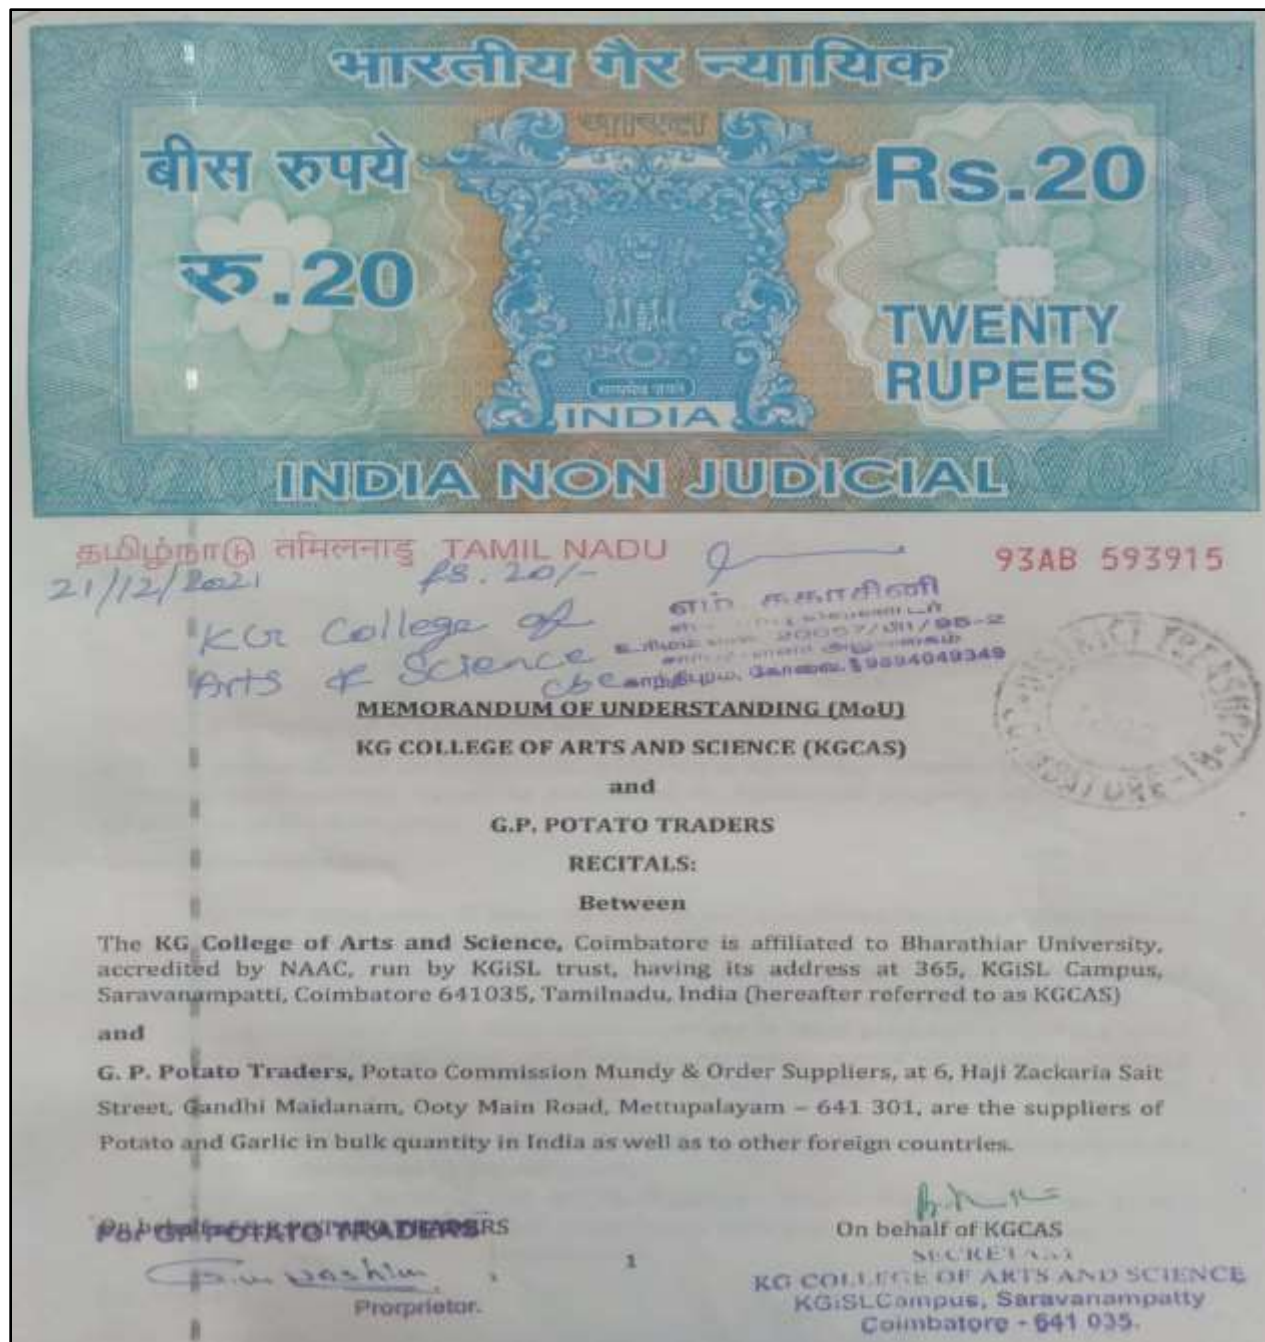 भारतीय गैर न्यायिक
बीस रुपये
रु.20
Rs.20
TWENTY
RUPEES
INDIA
INDIA NON JUDICIAL
தமிழ்நாடு तमिलनाडु TAMIL NADU
93AB 593915
21/12/2021 Rs. 20/-
KG College of
Arts & Science
cbe
எம் சுகாசினி
காந்திபுரம், கோவை. 9894049349
MEMORANDUM OF UNDERSTANDING (MoU)
KG COLLEGE OF ARTS AND SCIENCE (KGCAS)
and
G.P. POTATO TRADERS
RECITALS:
Between
The KG College of Arts and Science, Coimbatore is affiliated to Bharathiar University,
accredited by NAAC, run by KGiSL trust, having its address at 365, KGiSL Campus,
Saravanampatti, Coimbatore 641035, Tamilnadu, India (hereafter referred to as KGCAS)
and
G. P. Potato Traders, Potato Commission Mundy & Order Suppliers, at 6, Haji Zackaria Sait
Street, Gandhi Maidanam, Ooty Main Road, Mettupalayam – 641 301, are the suppliers of
Potato and Garlic in bulk quantity in India as well as to other foreign countries.
For GP POTATO TRADERS
Prorprietor.
1
On behalf of KGCAS
SECRETARY
KG COLLEGE OF ARTS AND SCIENCE
KGiSLCampus, Saravanampatty
Coimbatore - 641 035.